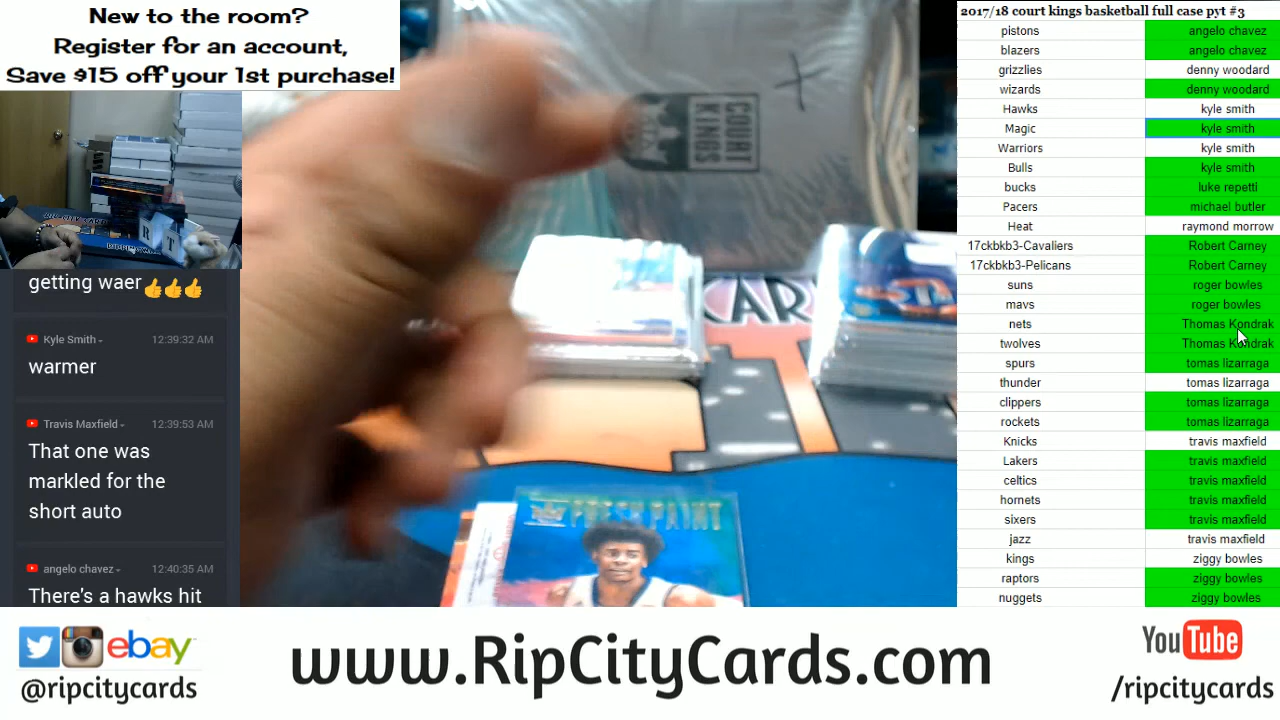 New to the room?
Register for an account,
Save $15 off your 1st purchase!
getting waer👍👍👍
Kyle Smith
12:39:32 AM
warmer
Travis Maxfield
12:39:53 AM
That one was
markled for the
short auto
angelo chavez
12:40:35 AM
There's a hawks hit
COURT
KINGS
FRESH PAINT
2017/18 court kings basketball full case pyt #3
pistons angelo chavez
blazers angelo chavez
grizzlies denny woodard
wizards denny woodard
Hawks kyle smith
Magic kyle smith
Warriors kyle smith
Bulls kyle smith
bucks luke repetti
Pacers michael butler
Heat raymond morrow
17ckbkb3-Cavaliers Robert Carney
17ckbkb3-Pelicans Robert Carney
suns roger bowles
mavs roger bowles
nets Thomas Kondrak
twolves Thomas Kondrak
spurs tomas lizarraga
thunder tomas lizarraga
clippers tomas lizarraga
rockets tomas lizarraga
Knicks travis maxfield
Lakers travis maxfield
celtics travis maxfield
hornets travis maxfield
sixers travis maxfield
jazz travis maxfield
kings ziggy bowles
raptors ziggy bowles
nuggets ziggy bowles
ebay
@ripcitycards
www.RipCityCards.com
YouTube
/ripcitycards